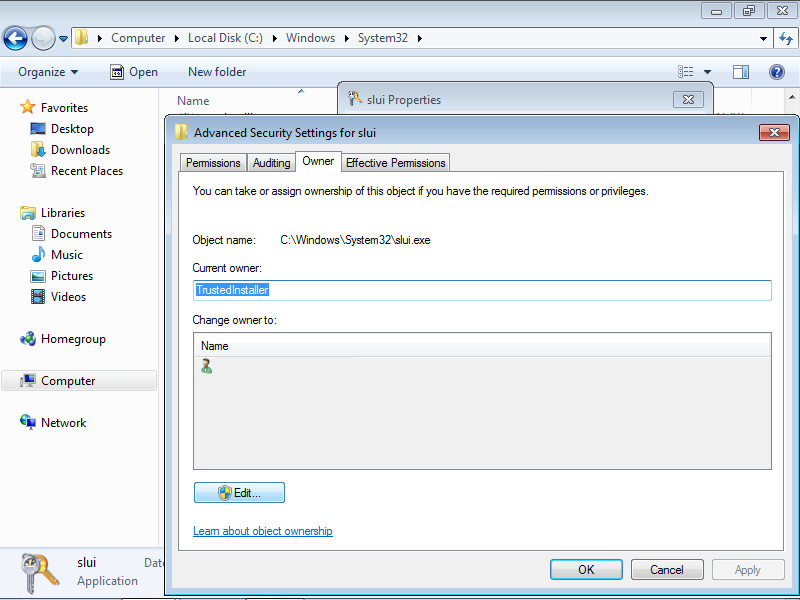 Computer
Local Disk (C:)
Windows
System32
Organize
Open
New folder
Favorites
Desktop
Downloads
Recent Places
Libraries
Documents
Music
Pictures
Videos
Homegroup
Computer
Network
Name
slui Properties
Advanced Security Settings for slui
Permissions
Auditing
Owner
Effective Permissions
You can take or assign ownership of this object if you have the required permissions or privileges.
Object name: C:\Windows\System32\slui.exe
Current owner:
TrustedInstaller
Change owner to:
Name
Edit...
Learn about object ownership
OK
Cancel
Apply
slui
Application